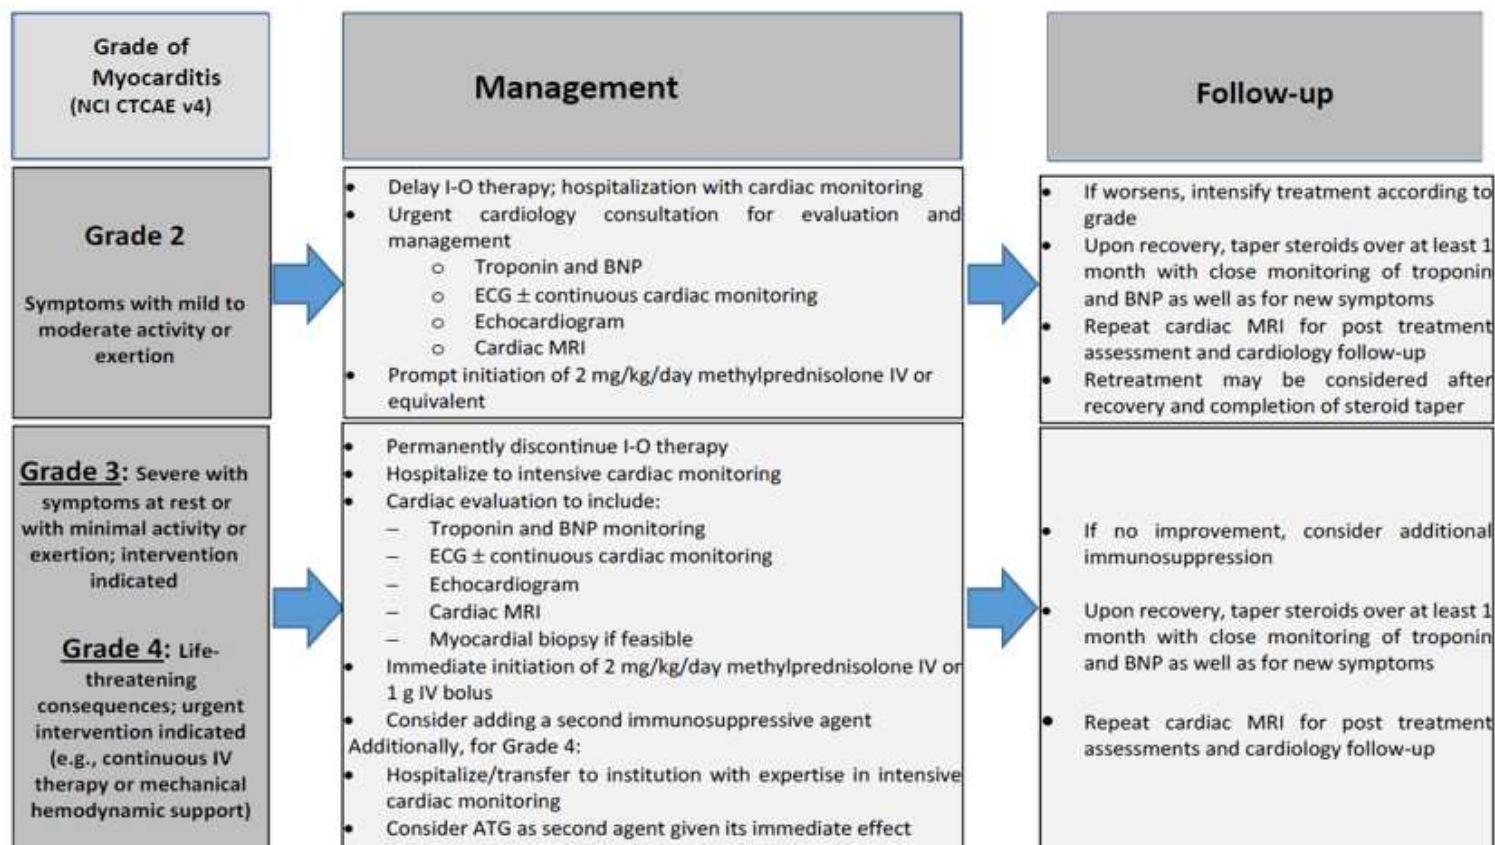 Grade of
Myocarditis
(NCI CTCAE v4)
Management
Follow-up
Grade 2
Symptoms with mild to
moderate activity or
exertion
• Delay I-O therapy; hospitalization with cardiac monitoring
• Urgent cardiology consultation for evaluation and
management
o Troponin and BNP
o ECG ± continuous cardiac monitoring
o Echocardiogram
o Cardiac MRI
• Prompt initiation of 2 mg/kg/day methylprednisolone IV or
equivalent
• If worsens, intensify treatment according to
grade
• Upon recovery, taper steroids over at least 1
month with close monitoring of troponin
and BNP as well as for new symptoms
• Repeat cardiac MRI for post treatment
assessment and cardiology follow-up
• Retreatment may be considered after
recovery and completion of steroid taper
Grade 3: Severe with
symptoms at rest or
with minimal activity or
exertion; intervention
indicated
Grade 4: Life-
threatening
consequences; urgent
intervention indicated
(e.g., continuous IV
therapy or mechanical
hemodynamic support)
• Permanently discontinue I-O therapy
• Hospitalize to intensive cardiac monitoring
• Cardiac evaluation to include:
– Troponin and BNP monitoring
– ECG ± continuous cardiac monitoring
– Echocardiogram
– Cardiac MRI
– Myocardial biopsy if feasible
• Immediate initiation of 2 mg/kg/day methylprednisolone IV or
1 g IV bolus
• Consider adding a second immunosuppressive agent
Additionally, for Grade 4:
• Hospitalize/transfer to institution with expertise in intensive
cardiac monitoring
• Consider ATG as second agent given its immediate effect
• If no improvement, consider additional
immunosuppression
• Upon recovery, taper steroids over at least 1
month with close monitoring of troponin
and BNP as well as for new symptoms
• Repeat cardiac MRI for post treatment
assessments and cardiology follow-up